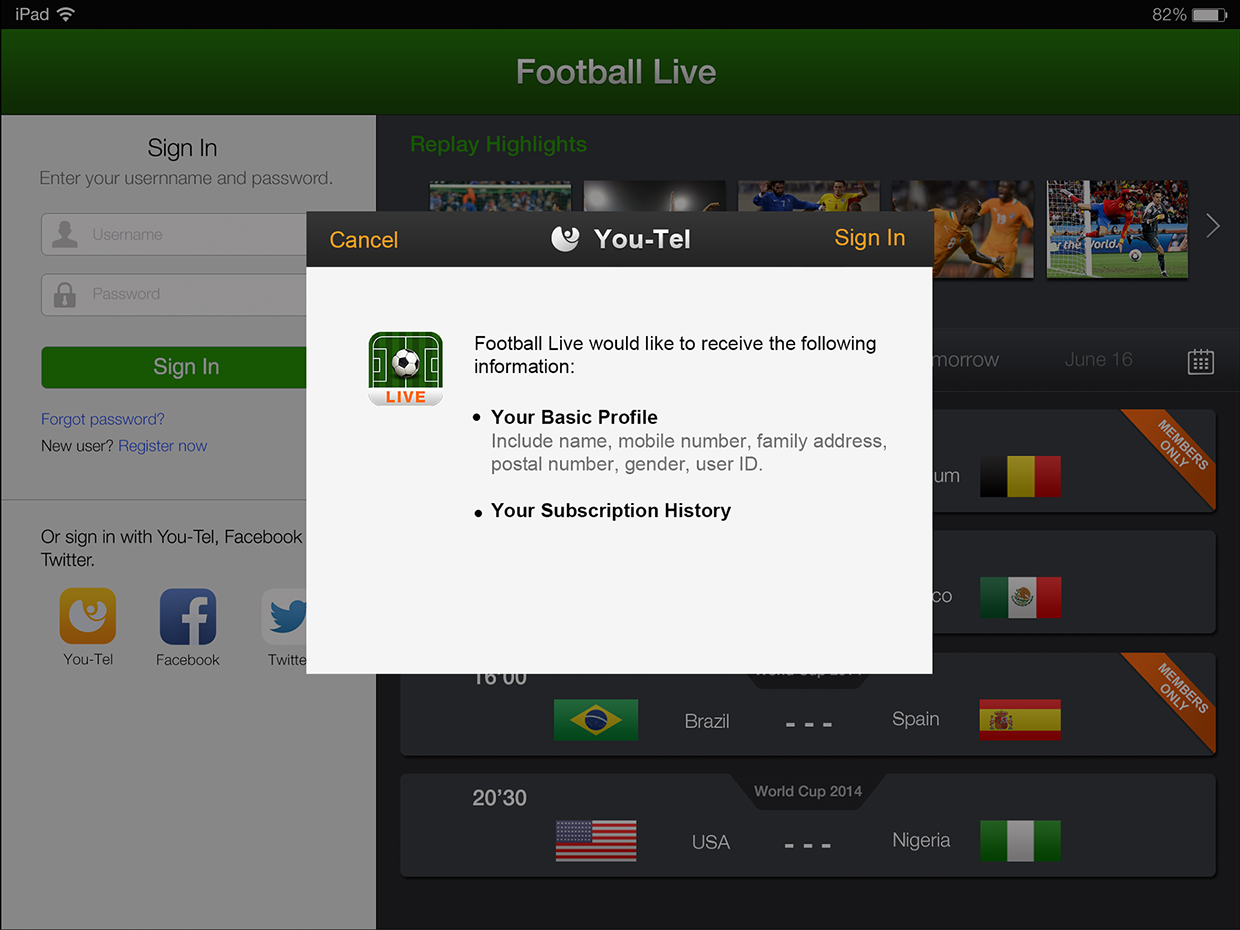 iPad
82%
Football Live
Sign In
Enter your usernname and password.
Username
Password
Sign In
Forgot password?
New user? Register now
Or sign in with You-Tel, Facebook
Twitter.
You-Tel
Facebook
Twitte
Replay Highlights
the World.
morrow
June 16
Cancel
You-Tel
Sign In
LIVE
Football Live would like to receive the following
information:
• Your Basic Profile
Include name, mobile number, family address,
postal number, gender, user ID.
• Your Subscription History
um
MEMBERS
ONLY
co
16'00
Brazil
- - -
Spain
MEMBERS
ONLY
20’30
World Cup 2014
USA
- - -
Nigeria